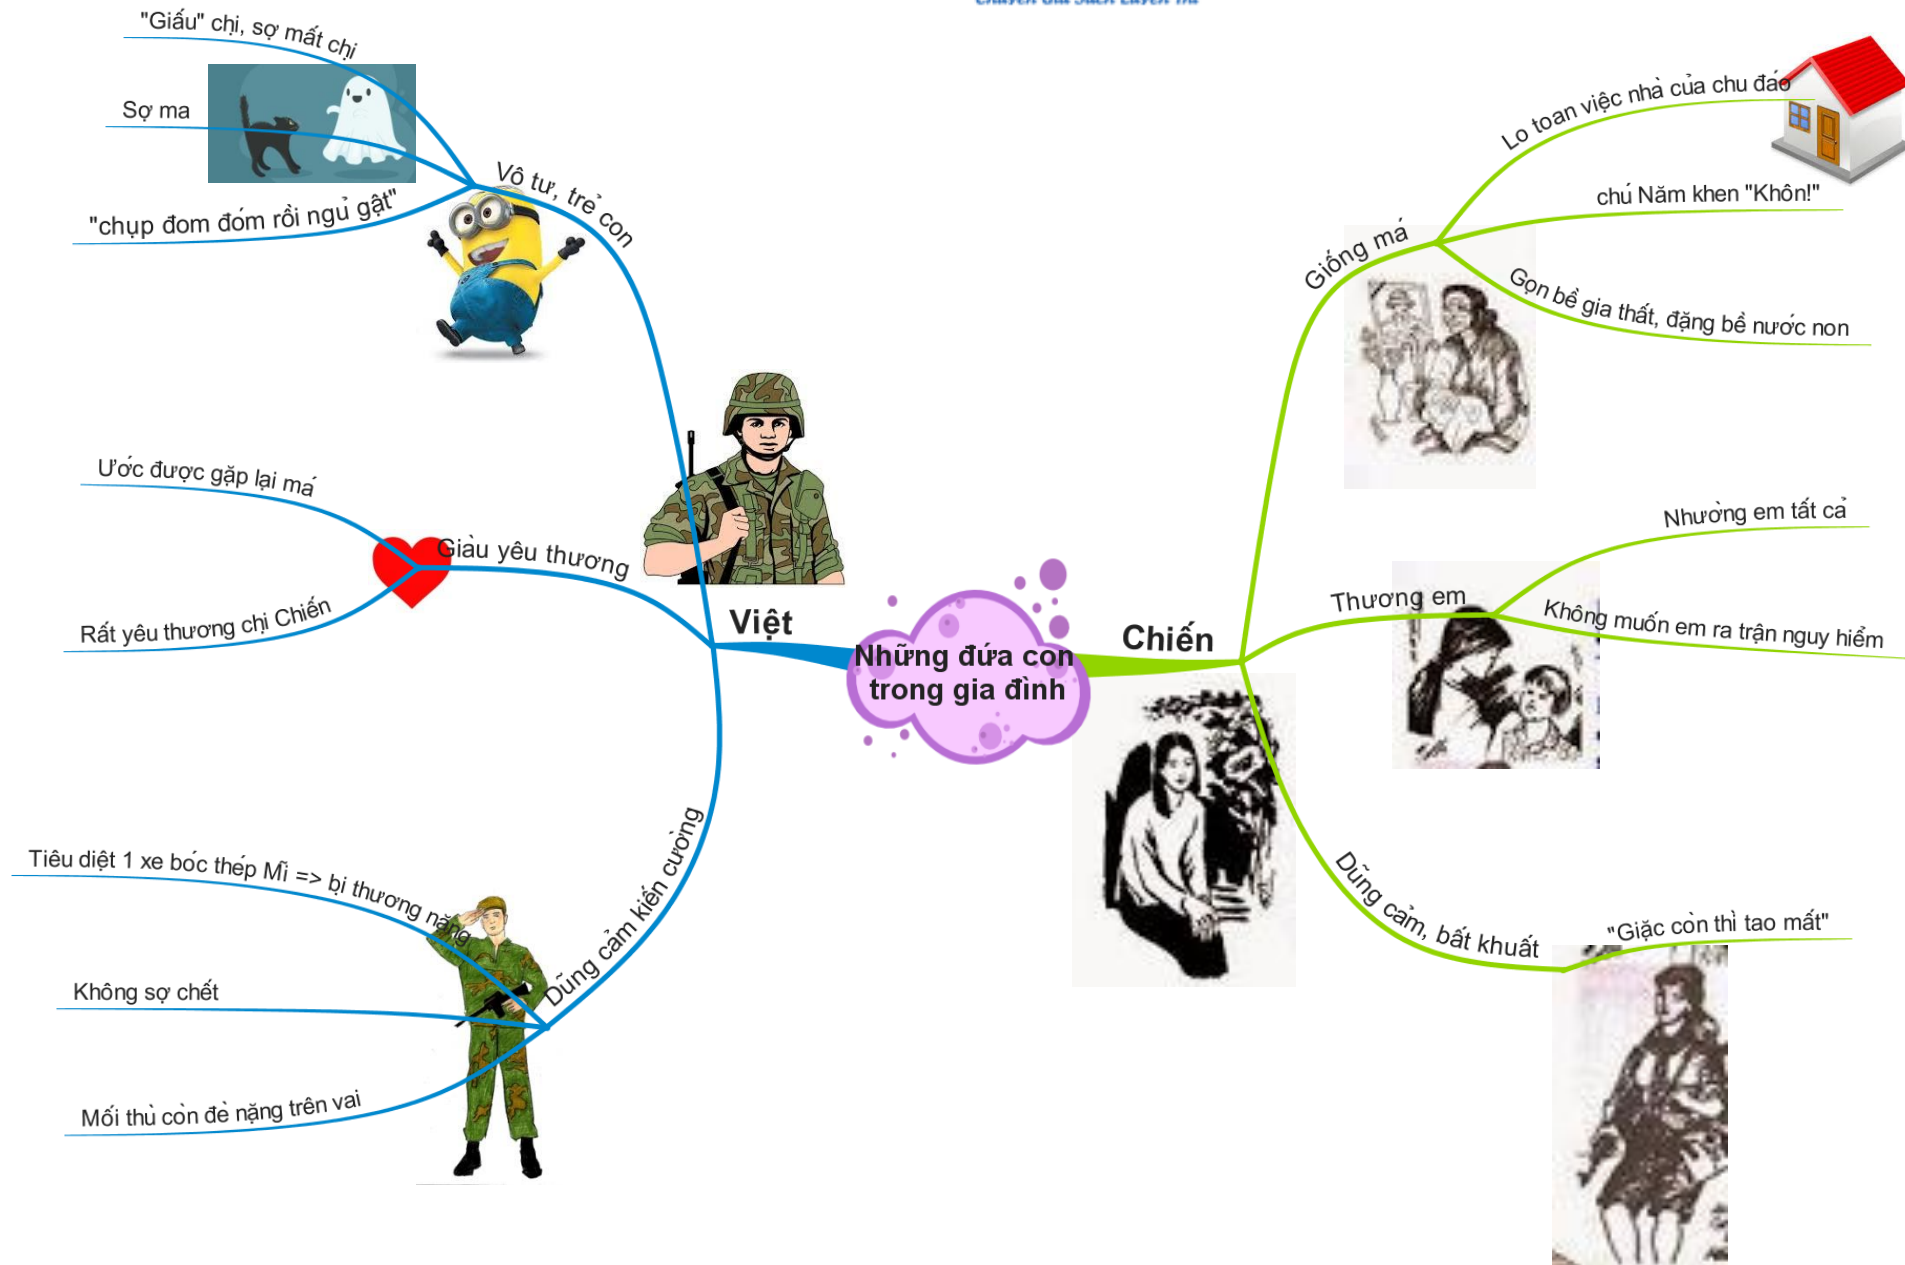 "Giấu" chị, sợ mất chị
Sợ ma
"chụp đom đóm rồi ngủ gật"
Vô tư, trẻ con
Ước được gặp lại má
Giàu yêu thương
Rất yêu thương chị Chiến
Việt
Tiêu diệt 1 xe bóc thép Mĩ => bị thương nặng
Không sợ chết
Mối thù còn đè nặng trên vai
Dũng cảm kiến cường
Những đứa con
trong gia đình
Chiến
Giống má
Lo toan việc nhà của chu đáo
chú Năm khen "Khôn!"
Gọn bề gia thất, đặng bề nước non
Thương em
Nhường em tất cả
Không muốn em ra trận nguy hiểm
Dũng cảm, bất khuất
"Giặc còn thì tao mất"